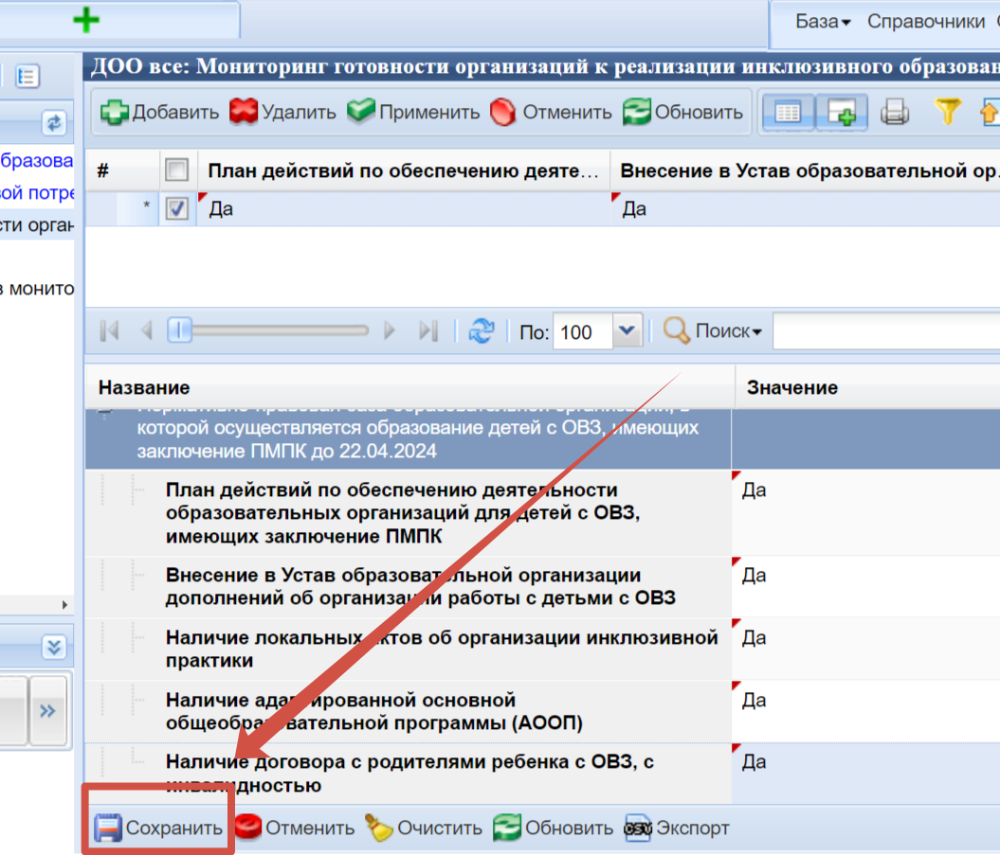 База Справочники
ДОО все: Мониторинг готовности организаций к реализации инклюзивного образован
Добавить Удалить Применить Отменить Обновить
бразова
ой потре
сти орган
в монито
# План действий по обеспечению деяте... Внесение в Устав образовательной ор.
* Да Да
По: 100 Поиск
Название Значение
которой осуществляется образование детей с ОВЗ, имеющих
заключение ПМПК до 22.04.2024
План действий по обеспечению деятельности
образовательных организаций для детей с ОВЗ,
имеющих заключение ПМПК
Да
Внесение в Устав образовательной организации
дополнений об организации работы с детьми с ОВЗ
Да
Наличие локальных актов об организации инклюзивной
практики
Да
Наличие адаптированной основной
общеобразовательной программы (АООП)
Да
Наличие договора с родителями ребенка с ОВЗ, с
инвалидностью
Да
Сохранить Отменить Очистить Обновить CSV Экспорт